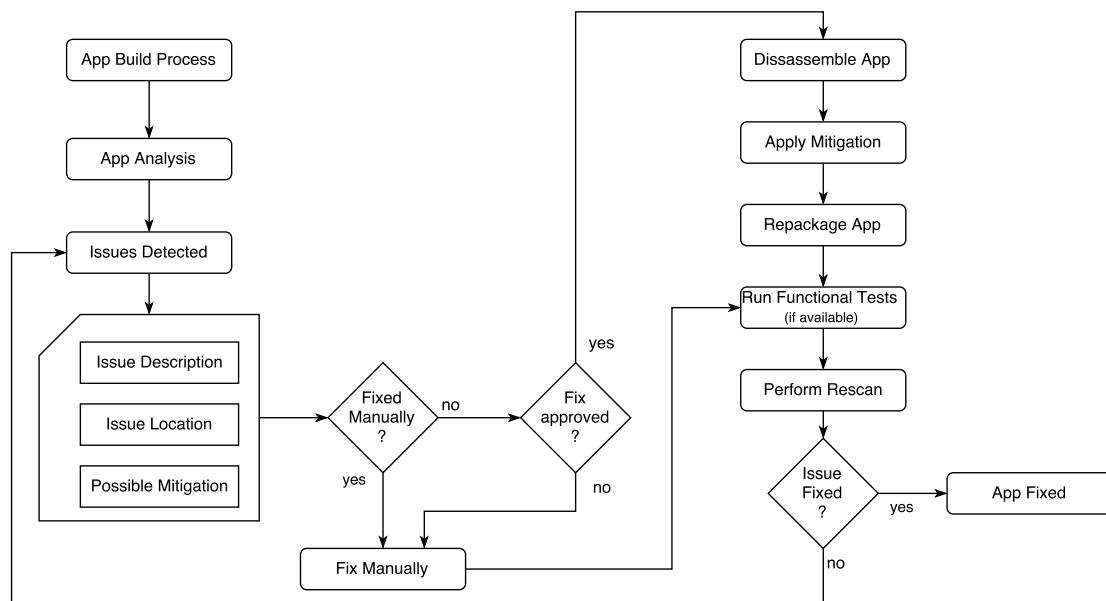 App Build Process
App Analysis
Issues Detected
Issue Description
Issue Location
Possible Mitigation
Fixed
Manually
?
no
yes
Fix
approved
?
yes
no
Fix Manually
Dissassemble App
Apply Mitigation
Repackage App
Run Functional Tests
(if available)
Perform Rescan
Issue
Fixed
?
yes
no
App Fixed